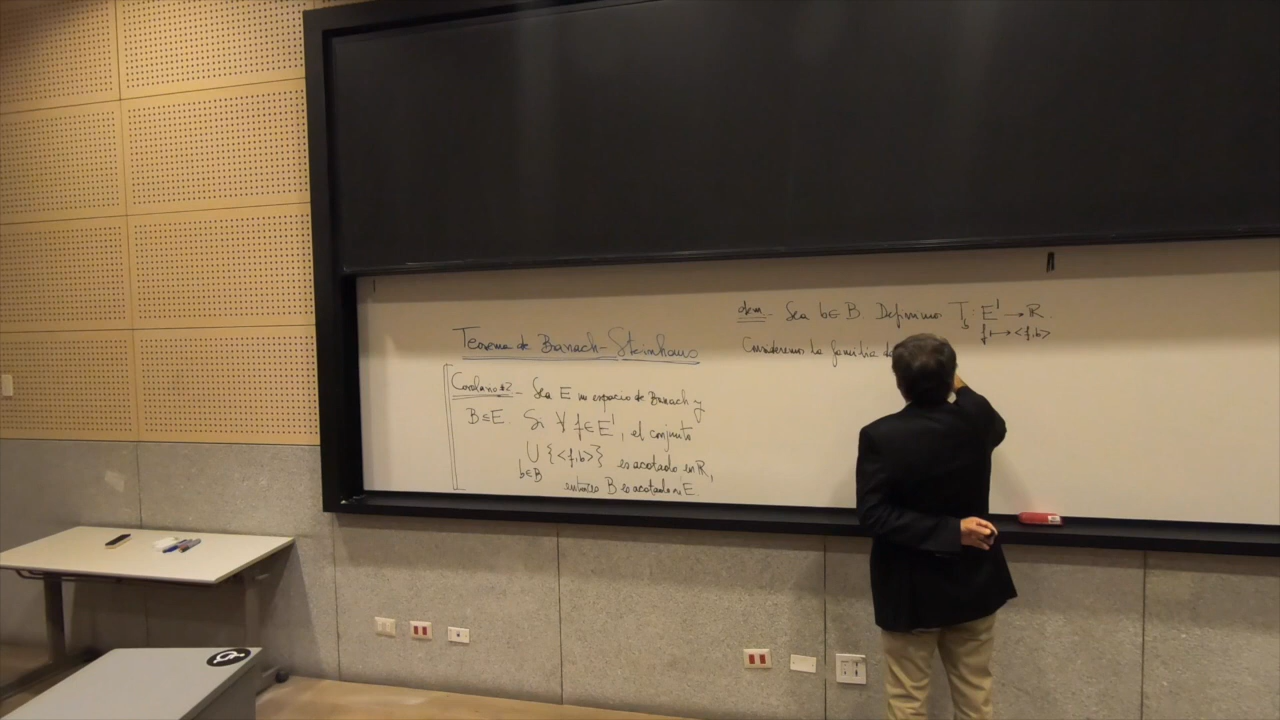 Teorema de Banach-Steinhaus
Corolario #2 - Sea E un espacio de Banach y
B ⊆ E. Si ∀ f ∈ E', el conjunto
∪ {<f,b>} es acotado en R,
b∈B
entonces B es acotado en E.
dem.- Sea b ∈ B. Definimos T_b : E' → R.
f ↦ <f,b>
Consideremos la familia